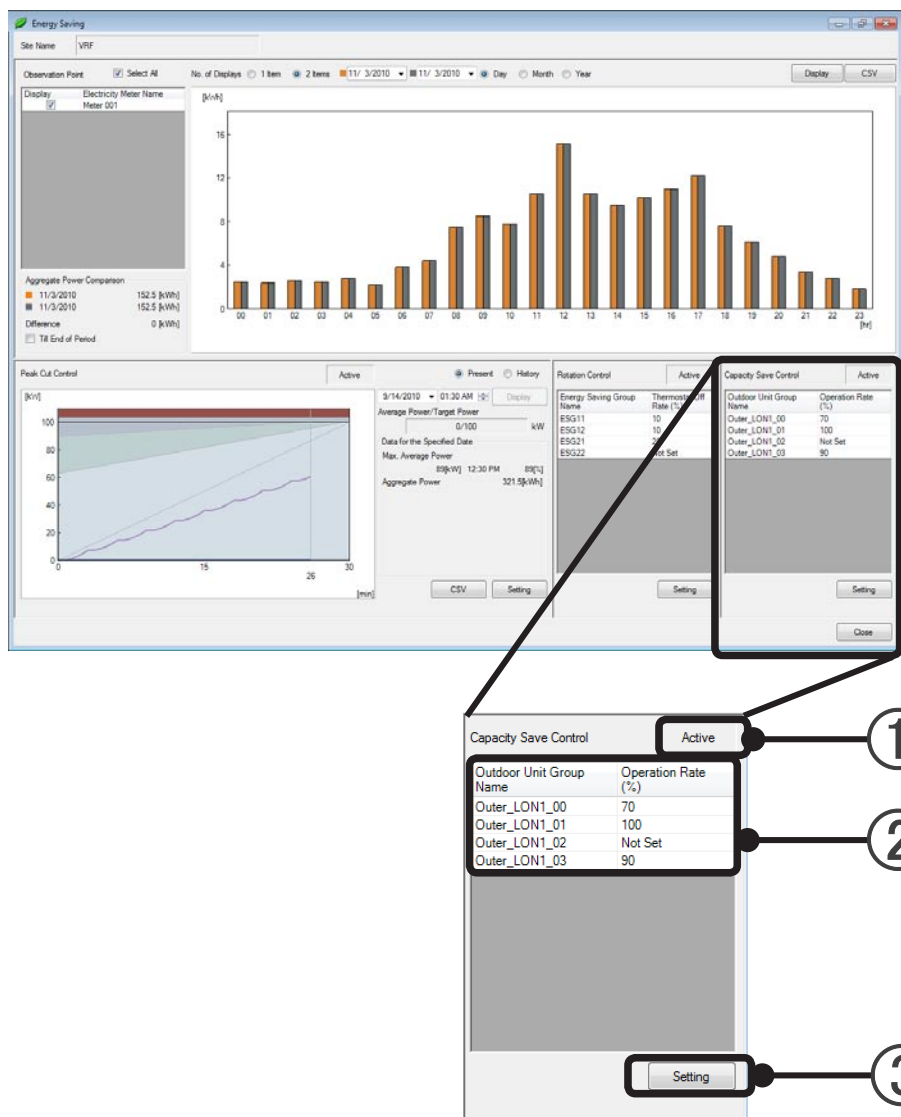 Energy Saving
Site Name VRF
Observation Point Select All No. of Displays 1 Item 2 Items 11/ 3/2010 11/ 3/2010 Day Month Year Display CSV
Display Electricity Meter Name
Meter 001
[kWh]
16
12
8
4
0
00 01 02 03 04 05 06 07 08 09 10 11 12 13 14 15 16 17 18 19 20 21 22 23
[hr]
Aggregate Power Comparison
11/3/2010 152.5 [kWh]
11/3/2010 152.5 [kWh]
Difference 0 [kWh]
Till End of Period
Peak Cut Control Active Present History
[kW]
100
80
60
40
20
0
0 15 26 30
[min]
9/14/2010 01:30 AM Display
Average Power/Target Power
0/100 kW
Data for the Specified Date
Max. Average Power
89[kW] 12:30 PM 89[%]
Aggregate Power 321.5[kWh]
CSV Setting
Rotation Control Active
Energy Saving Group Name Thermostat Off Rate (%)
ESG11 10
ESG12 10
ESG21
ESG22 Not Set
Setting
Capacity Save Control Active
Outdoor Unit Group Name Operation Rate (%)
Outer_LON1_00 70
Outer_LON1_01 100
Outer_LON1_02 Not Set
Outer_LON1_03 90
Setting
Close
Capacity Save Control Active
1
Outdoor Unit Group Operation Rate
Name (%)
Outer_LON1_00 70
Outer_LON1_01 100
Outer_LON1_02 Not Set
2
Outer_LON1_03 90
Setting
3